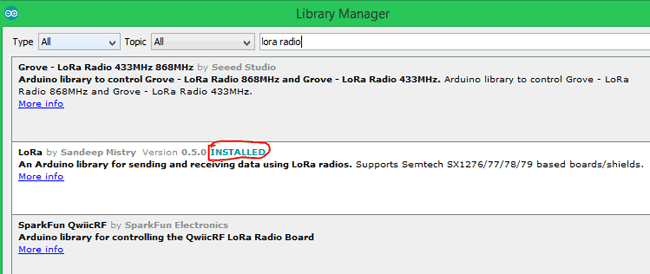 Library Manager
Type All Topic All lora radio
Grove - LoRa Radio 433MHz 868MHz by Seeed Studio
Arduino library to control Grove - LoRa Radio 868MHz and Grove - LoRa Radio 433MHz. Arduino library to control Grove - LoRa
Radio 868MHz and Grove - LoRa Radio 433MHz.
More info
LoRa by Sandeep Mistry Version 0.5.0 INSTALLED
An Arduino library for sending and receiving data using LoRa radios. Supports Semtech SX1276/77/78/79 based boards/shields.
More info
SparkFun QwiicRF by SparkFun Electronics
Arduino library for controlling the QwiicRF LoRa Radio Board
More info